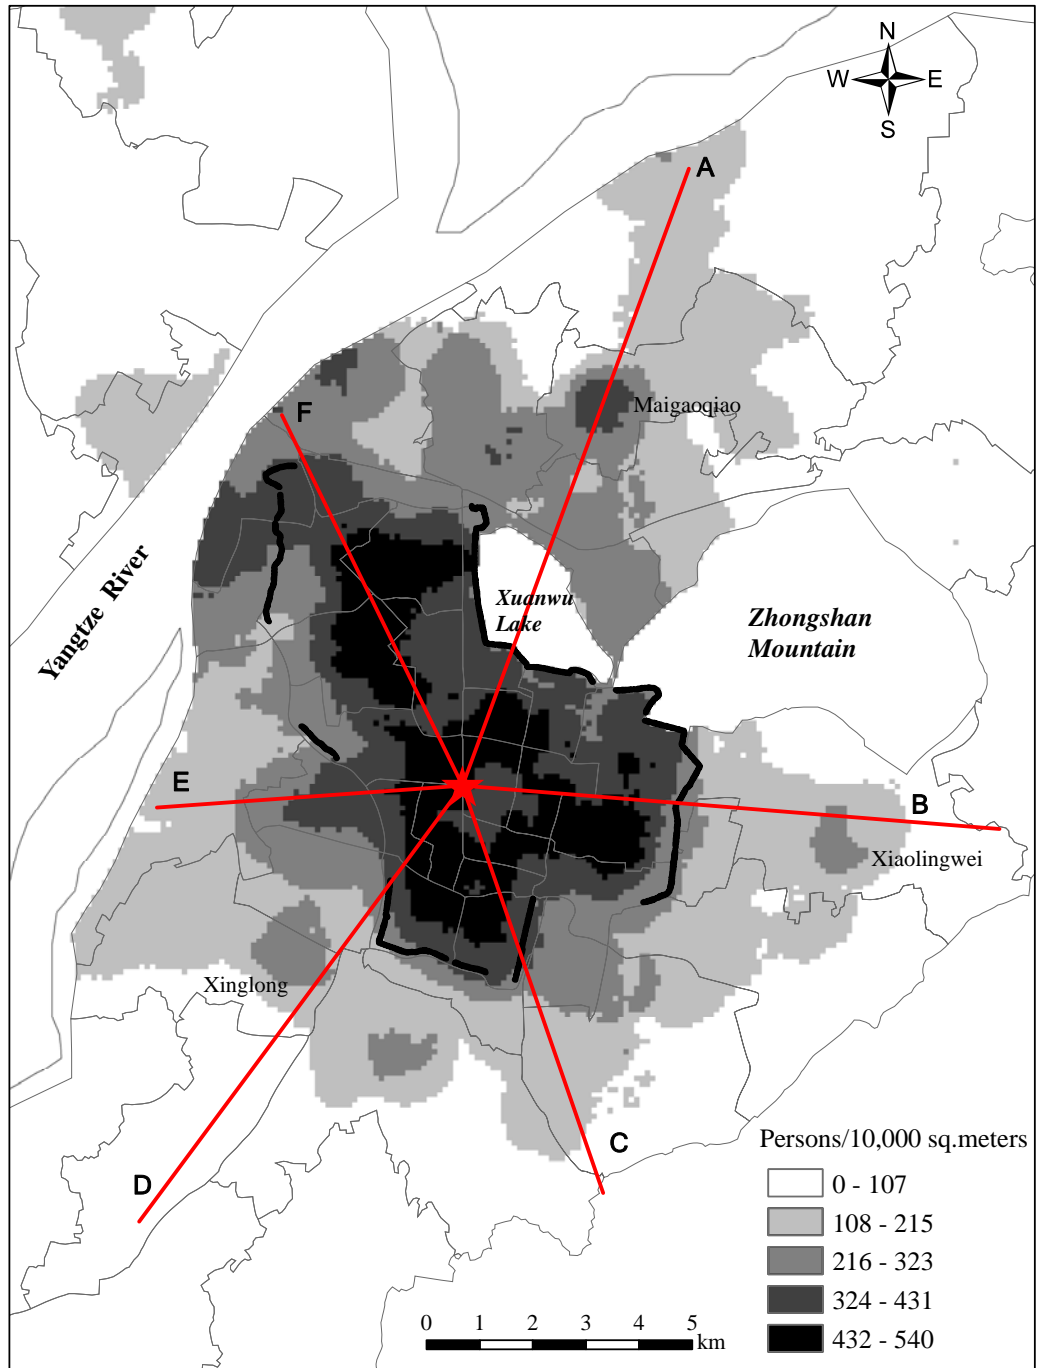 N
W E
S
A
Maigaoqiao
F
Xuanwu
Lake
Zhongshan
Mountain
Yangtze River
E
B
Xiaolingwei
Xinglong
C
D
Persons/10,000 sq.meters
0 - 107
108 - 215
216 - 323
324 - 431
432 - 540
0 1 2 3 4 5
km